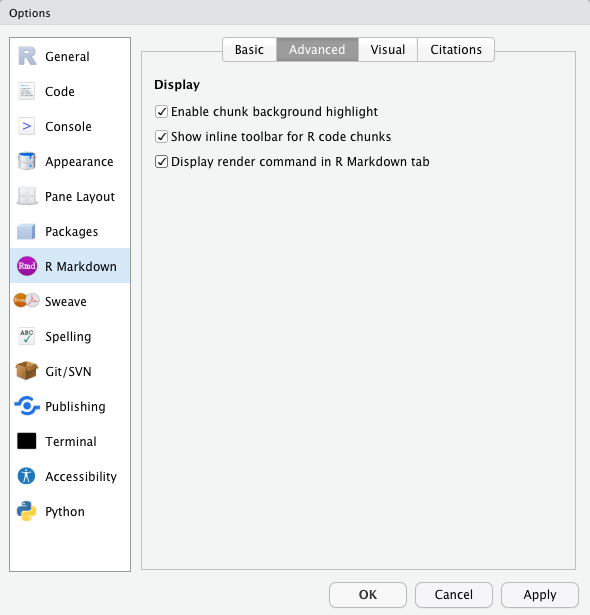 Options
General
Code
Console
Appearance
Pane Layout
Packages
Rmd R Markdown
Sweave
ABC Spelling
Git/SVN
Publishing
Terminal
Accessibility
Python
Basic Advanced Visual Citations
Display
Enable chunk background highlight
Show inline toolbar for R code chunks
Display render command in R Markdown tab
OK Cancel Apply